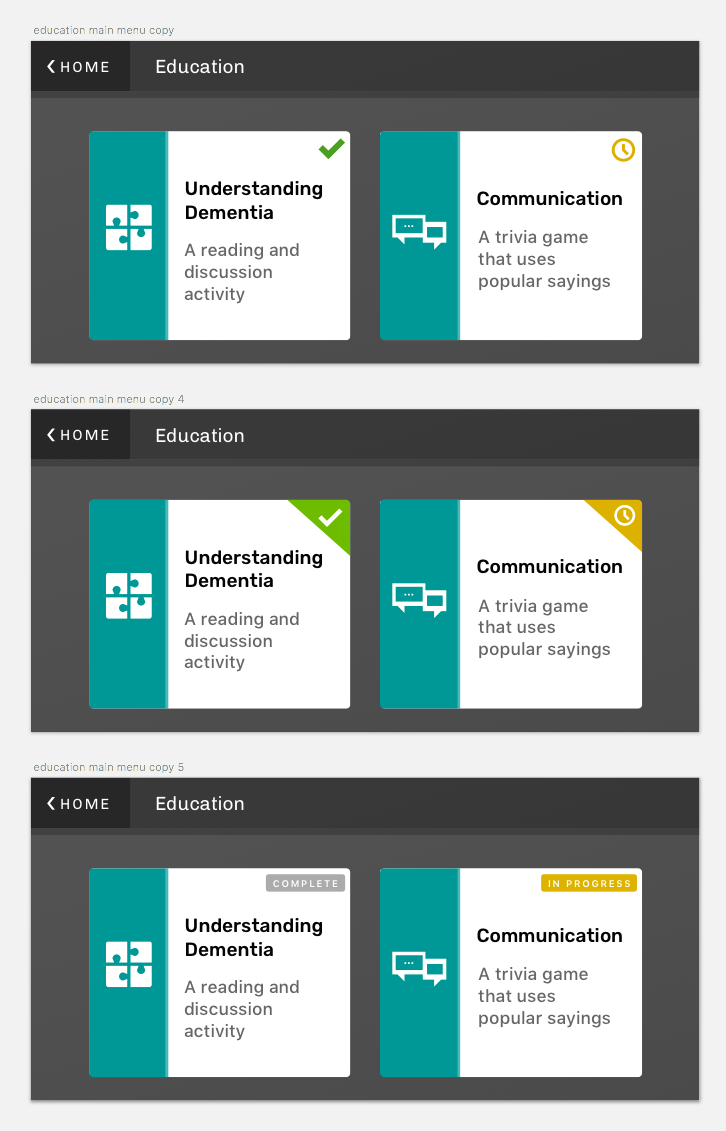 education main menu copy
HOME Education
Understanding
Dementia
A reading and
discussion
activity
Communication
A trivia game
that uses
popular sayings
education main menu copy 4
HOME Education
Understanding
Dementia
A reading and
discussion
activity
Communication
A trivia game
that uses
popular sayings
education main menu copy 5
HOME Education
COMPLETE
Understanding
Dementia
A reading and
discussion
activity
IN PROGRESS
Communication
A trivia game
that uses
popular sayings